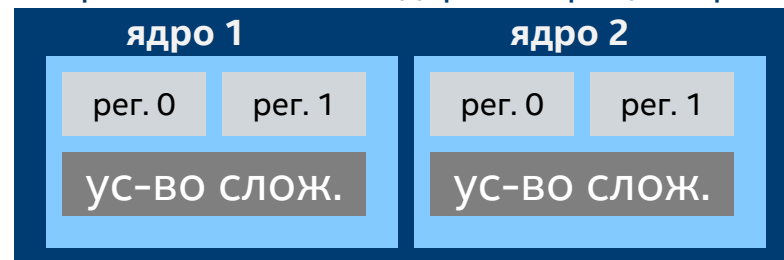 ядро 1 ядро 2
рег. 0 рег. 1 рег. 0 рег. 1
ус-во слож. ус-во слож.